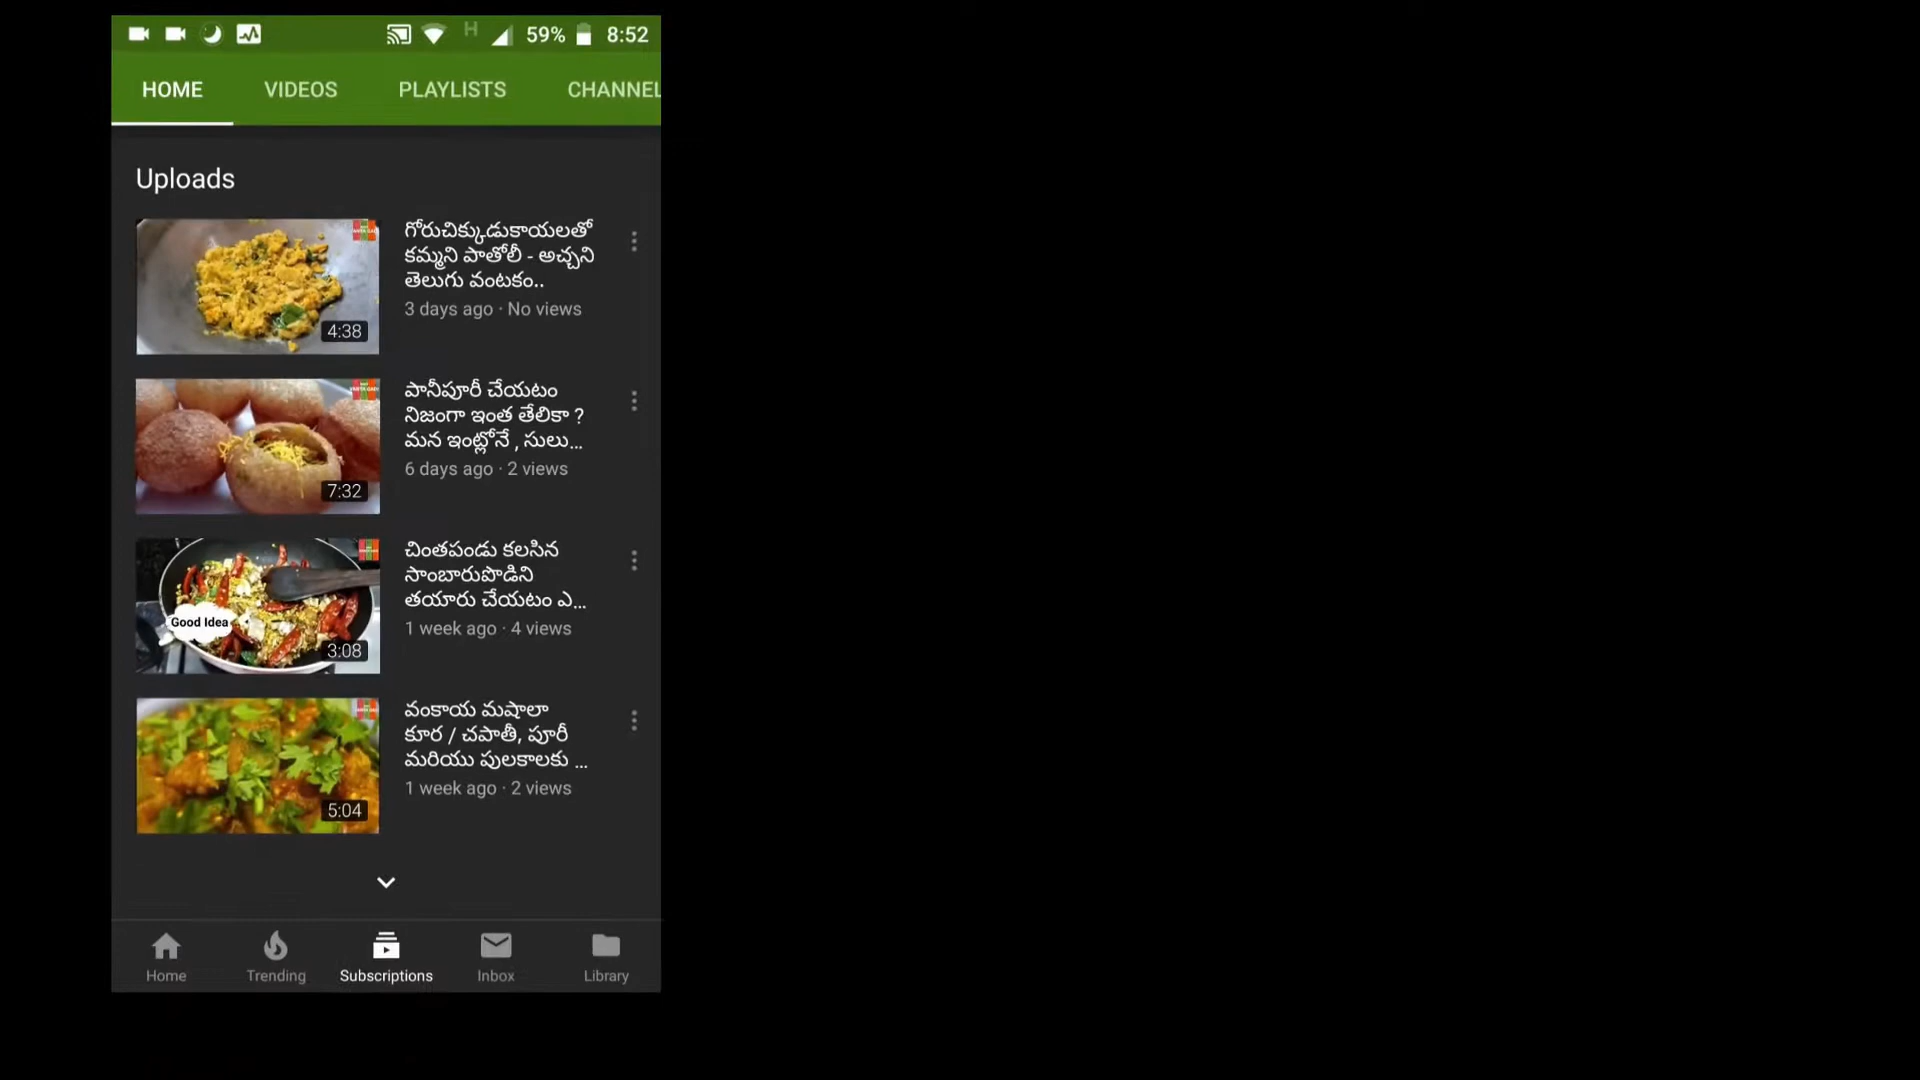 H 59% 8:52
HOME VIDEOS PLAYLISTS CHANNEL
Uploads
గోరుచిక్కుడుకాయలతో
కమ్మని పాతోలీ - అచ్చని
తెలుగు వంటకం..
3 days ago · No views
4:38
పానీపూరీ చేయటం
నిజంగా ఇంత తేలికా ?
మన ఇంట్లోనే , సులు...
6 days ago · 2 views
7:32
చింతపండు కలసిన
సాంబారుపొడిని
తయారు చేయటం ఎ...
1 week ago · 4 views
Good Idea
3:08
వంకాయ మషాలా
కూర / చపాతీ, పూరీ
మరియు పులకాలకు ...
1 week ago · 2 views
5:04
Home Trending Subscriptions Inbox Library